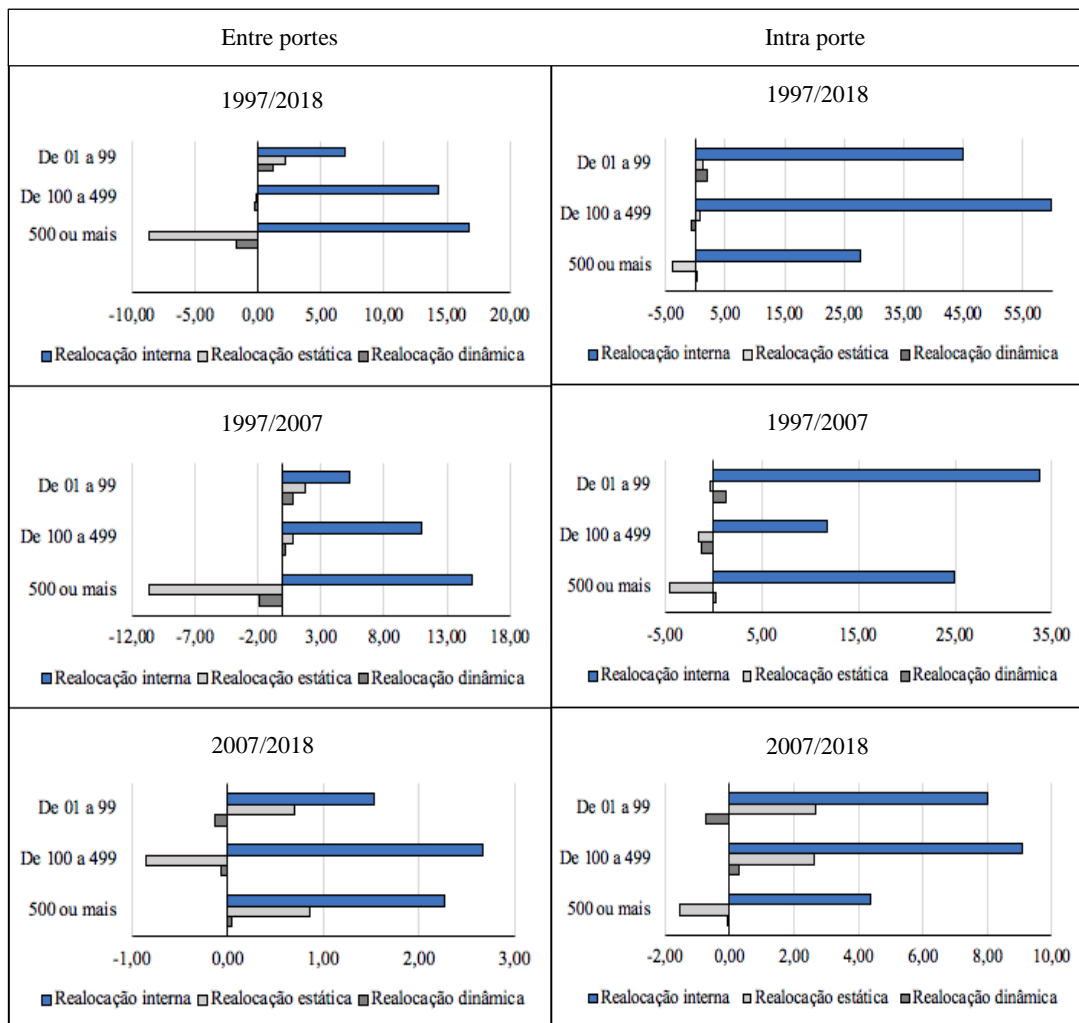 Entre portes
Intra porte
1997/2018
De 01 a 99
De 100 a 499
500 ou mais
-10,00 -5,00 0,00 5,00 10,00 15,00 20,00
Realocação interna Realocação estática Realocação dinâmica
1997/2018
De 01 a 99
De 100 a 499
500 ou mais
-5,00 5,00 15,00 25,00 35,00 45,00 55,00
Realocação interna Realocação estática Realocação dinâmica
1997/2007
De 01 a 99
De 100 a 499
500 ou mais
-12,00 -7,00 -2,00 3,00 8,00 13,00 18,00
Realocação interna Realocação estática Realocação dinâmica
1997/2007
De 01 a 99
De 100 a 499
500 ou mais
-5,00 5,00 15,00 25,00 35,00
Realocação interna Realocação estática Realocação dinâmica
2007/2018
De 01 a 99
De 100 a 499
500 ou mais
-1,00 0,00 1,00 2,00 3,00
Realocação interna Realocação estática Realocação dinâmica
2007/2018
De 01 a 99
De 100 a 499
500 ou mais
-2,00 0,00 2,00 4,00 6,00 8,00 10,00
Realocação interna Realocação estática Realocação dinâmica